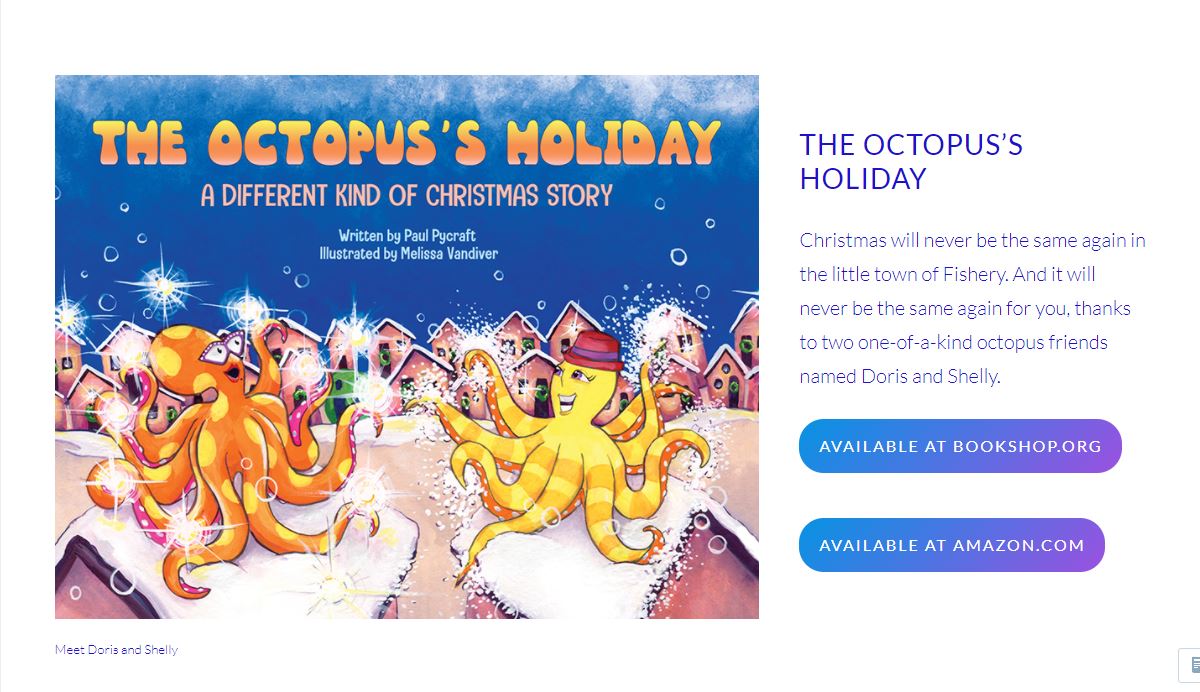 THE OCTOPUS'S HOLIDAY
A DIFFERENT KIND OF CHRISTMAS STORY
Written by Paul Pycraft
Illustrated by Melissa Vandiver
Meet Doris and Shelly
THE OCTOPUS’S
HOLIDAY
Christmas will never be the same again in
the little town of Fishery. And it will
never be the same again for you, thanks
to two one-of-a-kind octopus friends
named Doris and Shelly.
AVAILABLE AT BOOKSHOP.ORG
AVAILABLE AT AMAZON.COM